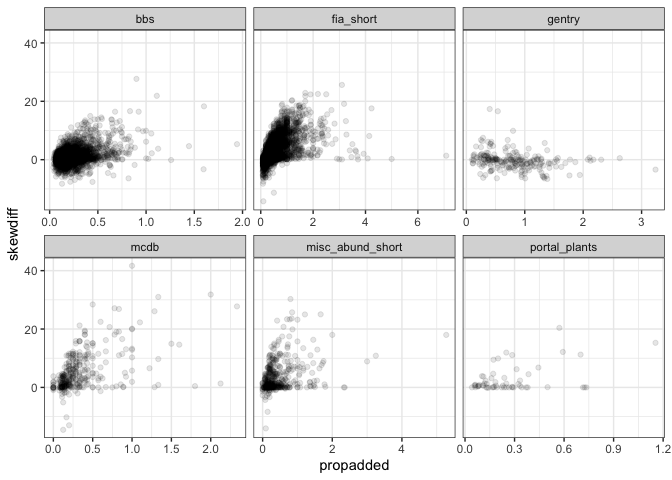 bbs fia_short gentry
40
20
0
0.0 0.5 1.0 1.5 2.0 0 2 4 6 0 1 2 3
skewdiff
mcdb misc_abund_short portal_plants
40
20
0
0.0 0.5 1.0 1.5 2.0 0 2 4 0.0 0.3 0.6 0.9 1.2
propadded